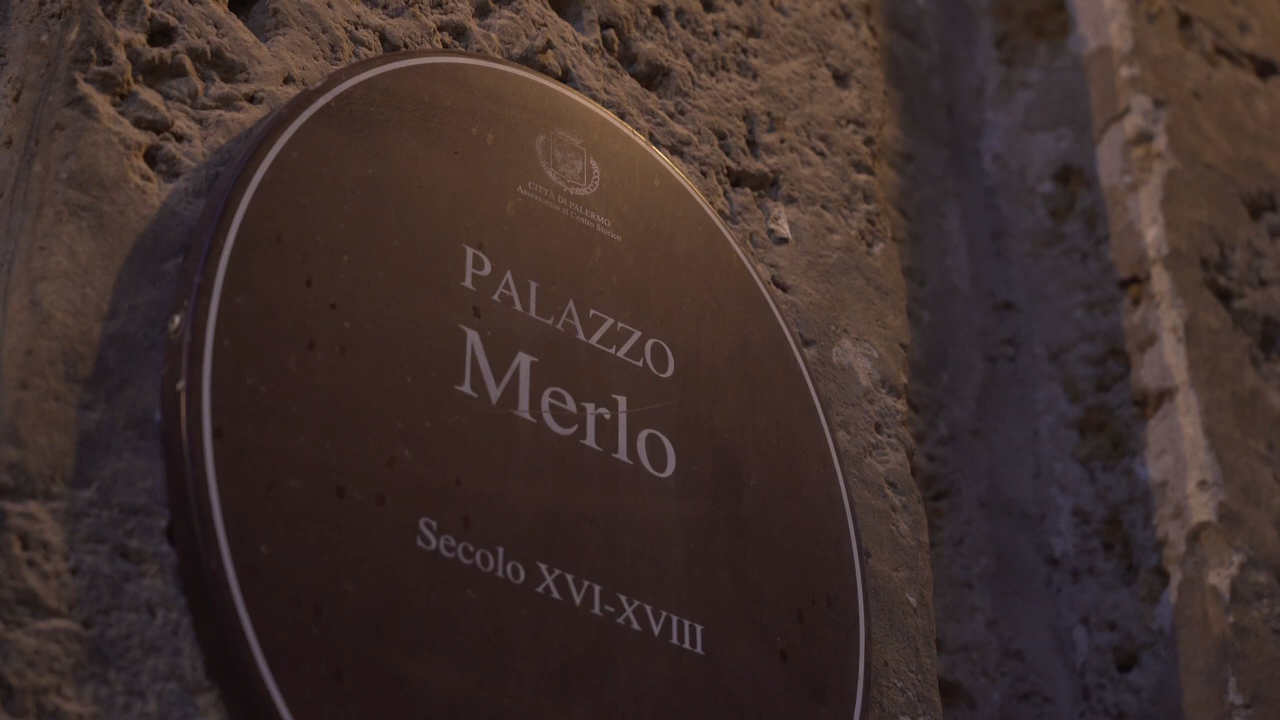 CITTÀ DI PALERMO
Assessorato al Centro Storico
PALAZZO
Merlo
Secolo XVI-XVIII